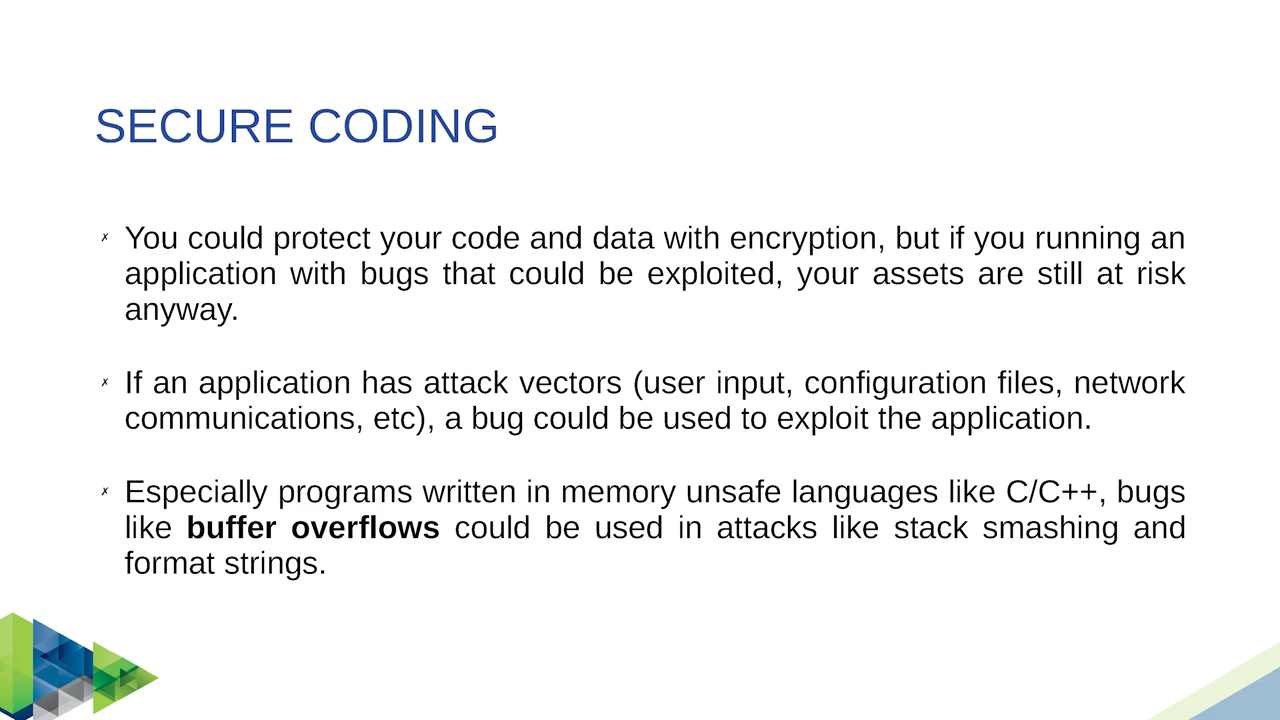 SECURE CODING
✗ You could protect your code and data with encryption, but if you running an
application with bugs that could be exploited, your assets are still at risk
anyway.
✗ If an application has attack vectors (user input, configuration files, network
communications, etc), a bug could be used to exploit the application.
✗ Especially programs written in memory unsafe languages like C/C++, bugs
like buffer overflows could be used in attacks like stack smashing and
format strings.